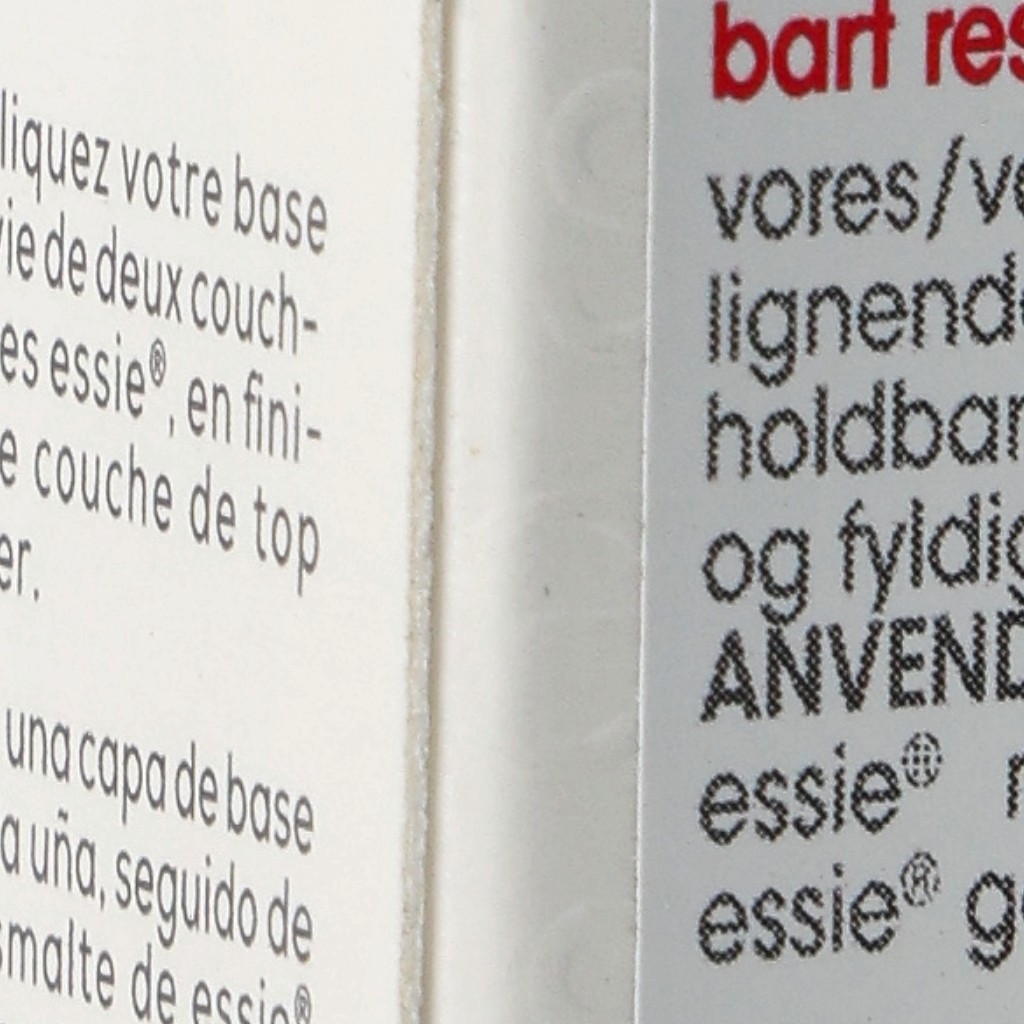 liquez votre base
vie de deux couch-
es essie®, en fini-
e couche de top
er.
una capa de base
a uña, seguido de
smalte de essie®
bart res
vores/ve
lignend
holdbar
og fyldig
ANVEND
essie®
essie® g